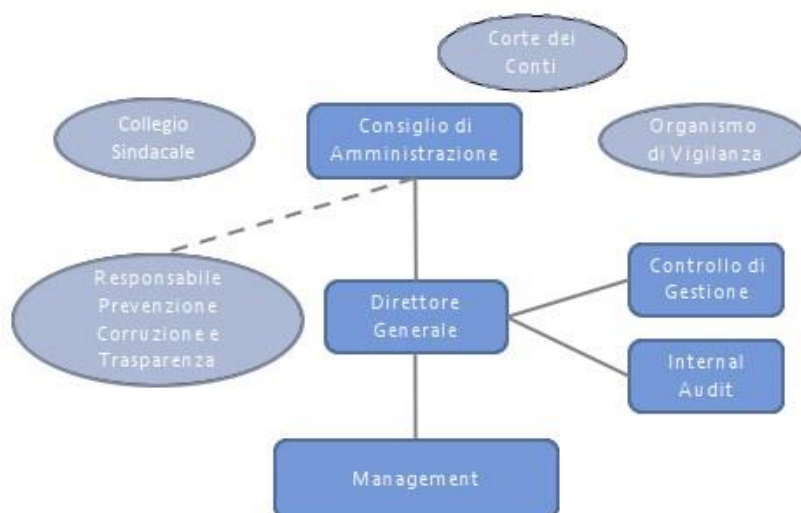 Corte dei
Conti
Collegio
Sindacale
Consiglio di
Amministrazione
Organismo
di Vigilanza
Responsabile
Prevenzione
Corruzione e
Trasparenza
Direttore
Generale
Controllo di
Gestione
Internal
Audit
Management